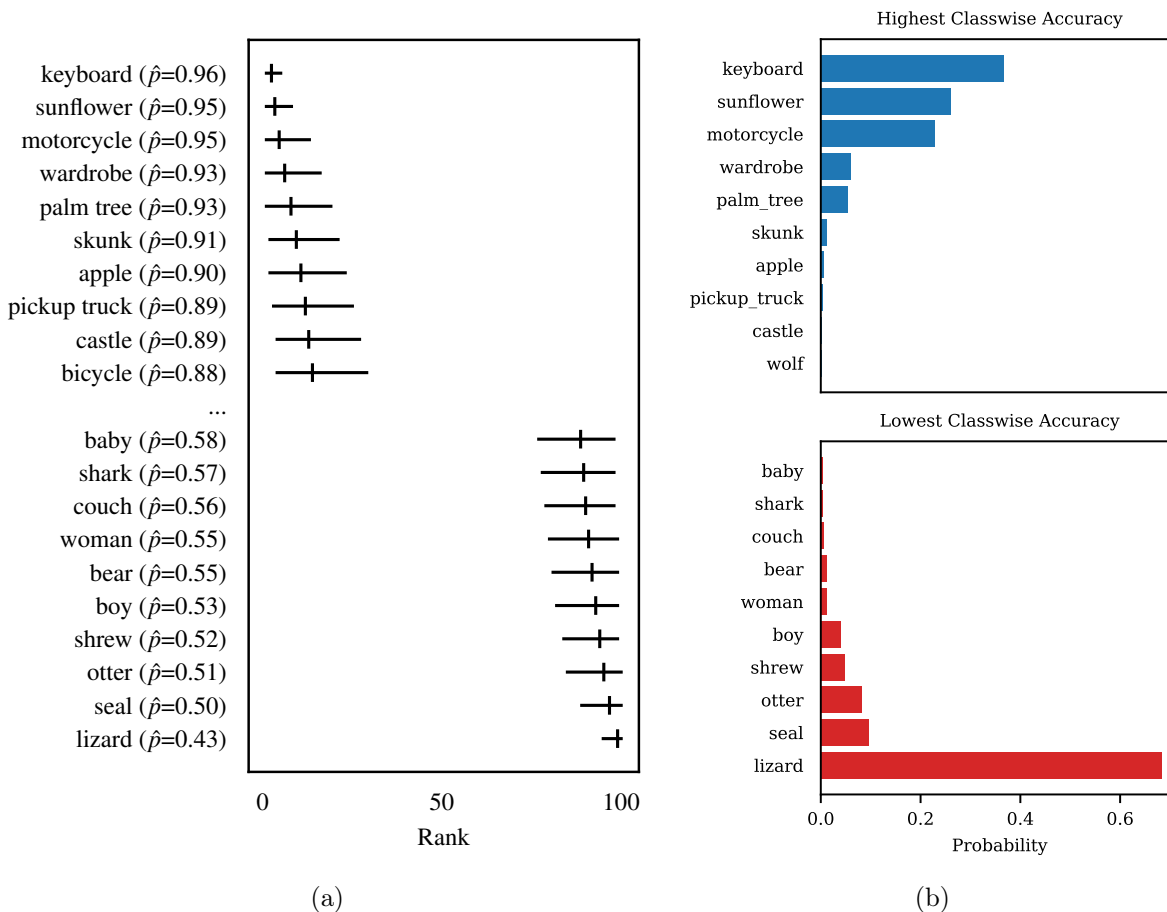 keyboard (p̂=0.96)
sunflower (p̂=0.95)
motorcycle (p̂=0.95)
wardrobe (p̂=0.93)
palm tree (p̂=0.93)
skunk (p̂=0.91)
apple (p̂=0.90)
pickup truck (p̂=0.89)
castle (p̂=0.89)
bicycle (p̂=0.88)
...
baby (p̂=0.58)
shark (p̂=0.57)
couch (p̂=0.56)
woman (p̂=0.55)
bear (p̂=0.55)
boy (p̂=0.53)
shrew (p̂=0.52)
otter (p̂=0.51)
seal (p̂=0.50)
lizard (p̂=0.43)
0 50 100
Rank
(a)
Highest Classwise Accuracy
keyboard
sunflower
motorcycle
wardrobe
palm_tree
skunk
apple
pickup_truck
castle
wolf
Lowest Classwise Accuracy
baby
shark
couch
bear
woman
boy
shrew
otter
seal
lizard
0.0 0.2 0.4 0.6
Probability
(b)